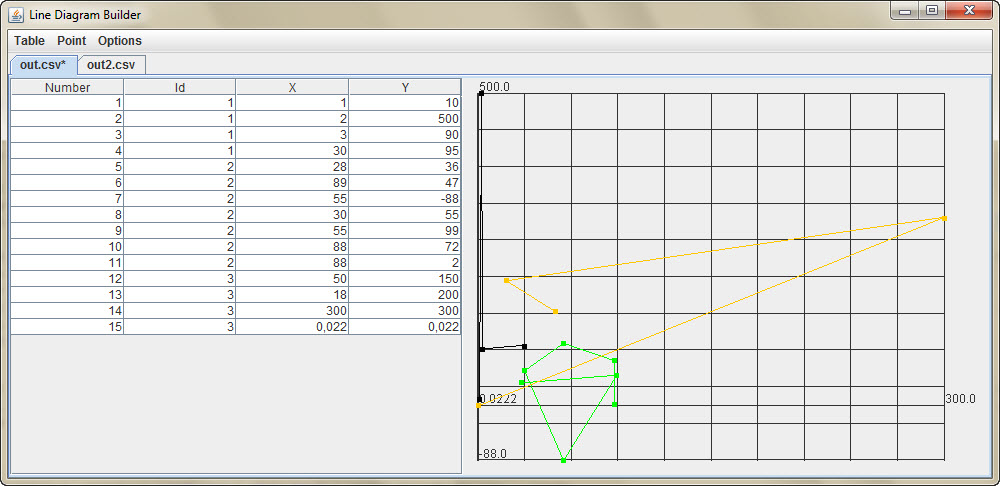 Line Diagram Builder
Table Point Options
out.csv* out2.csv
Number Id X Y
1 1 1 10
2 1 2 500
3 1 3 90
4 1 30 95
5 2 28 36
6 2 89 47
7 2 55 -88
8 2 30 55
9 2 55 99
10 2 88 72
11 2 88 2
12 3 50 150
13 3 18 200
14 3 300 300
15 3 0,022 0,022
500.0
0.0222 300.0
-88.0